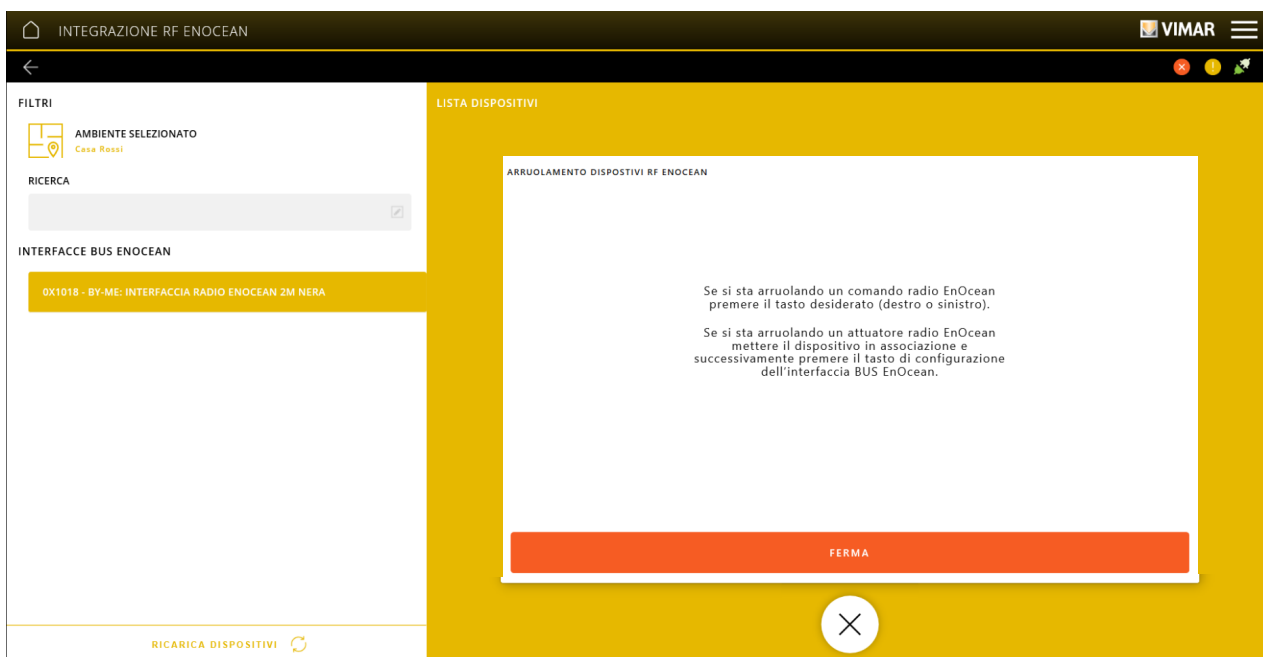 INTEGRAZIONE RF ENOCEAN
VIMAR
FILTRI
AMBIENTE SELEZIONATO
Casa Rossi
RICERCA
INTERFACCE BUS ENOCEAN
0X1018 - BY-ME: INTERFACCIA RADIO ENOCEAN 2M NERA
RICARICA DISPOSITIVI
LISTA DISPOSITIVI
ARRUOLAMENTO DISPOSTIVI RF ENOCEAN
Se si sta arruolando un comando radio EnOcean
premere il tasto desiderato (destro o sinistro).
Se si sta arruolando un attuatore radio EnOcean
mettere il dispositivo in associazione e
successivamente premere il tasto di configurazione
dell'interfaccia BUS EnOcean.
FERMA